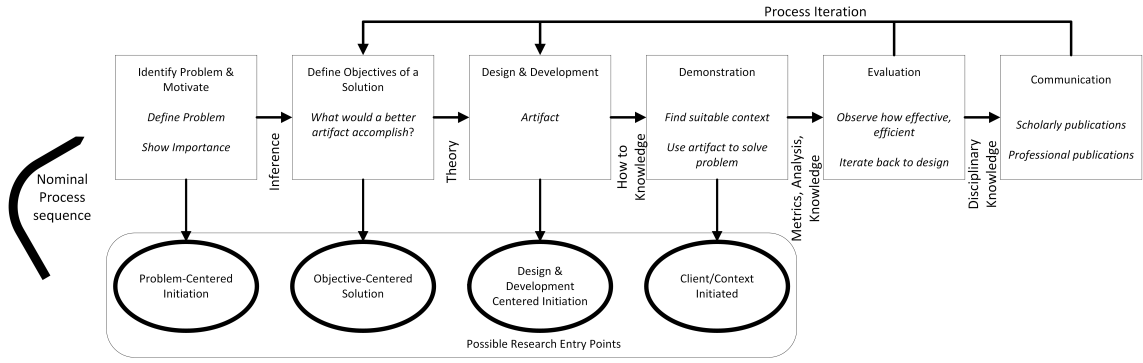 Process Iteration
Identify Problem &
Motivate
Define Problem
Show Importance
Inference
Define Objectives of a
Solution
What would a better
artifact accomplish?
Theory
Design & Development
Artifact
How to
Knowledge
Demonstration
Find suitable context
Use artifact to solve
problem
Metrics, Analysis,
Knowledge
Evaluation
Observe how effective,
efficient
Iterate back to design
Disciplinary
Knowledge
Communication
Scholarly publications
Professional publications
Nominal
Process
sequence
Problem-Centered
Initiation
Objective-Centered
Solution
Design &
Development
Centered Initiation
Client/Context
Initiated
Possible Research Entry Points